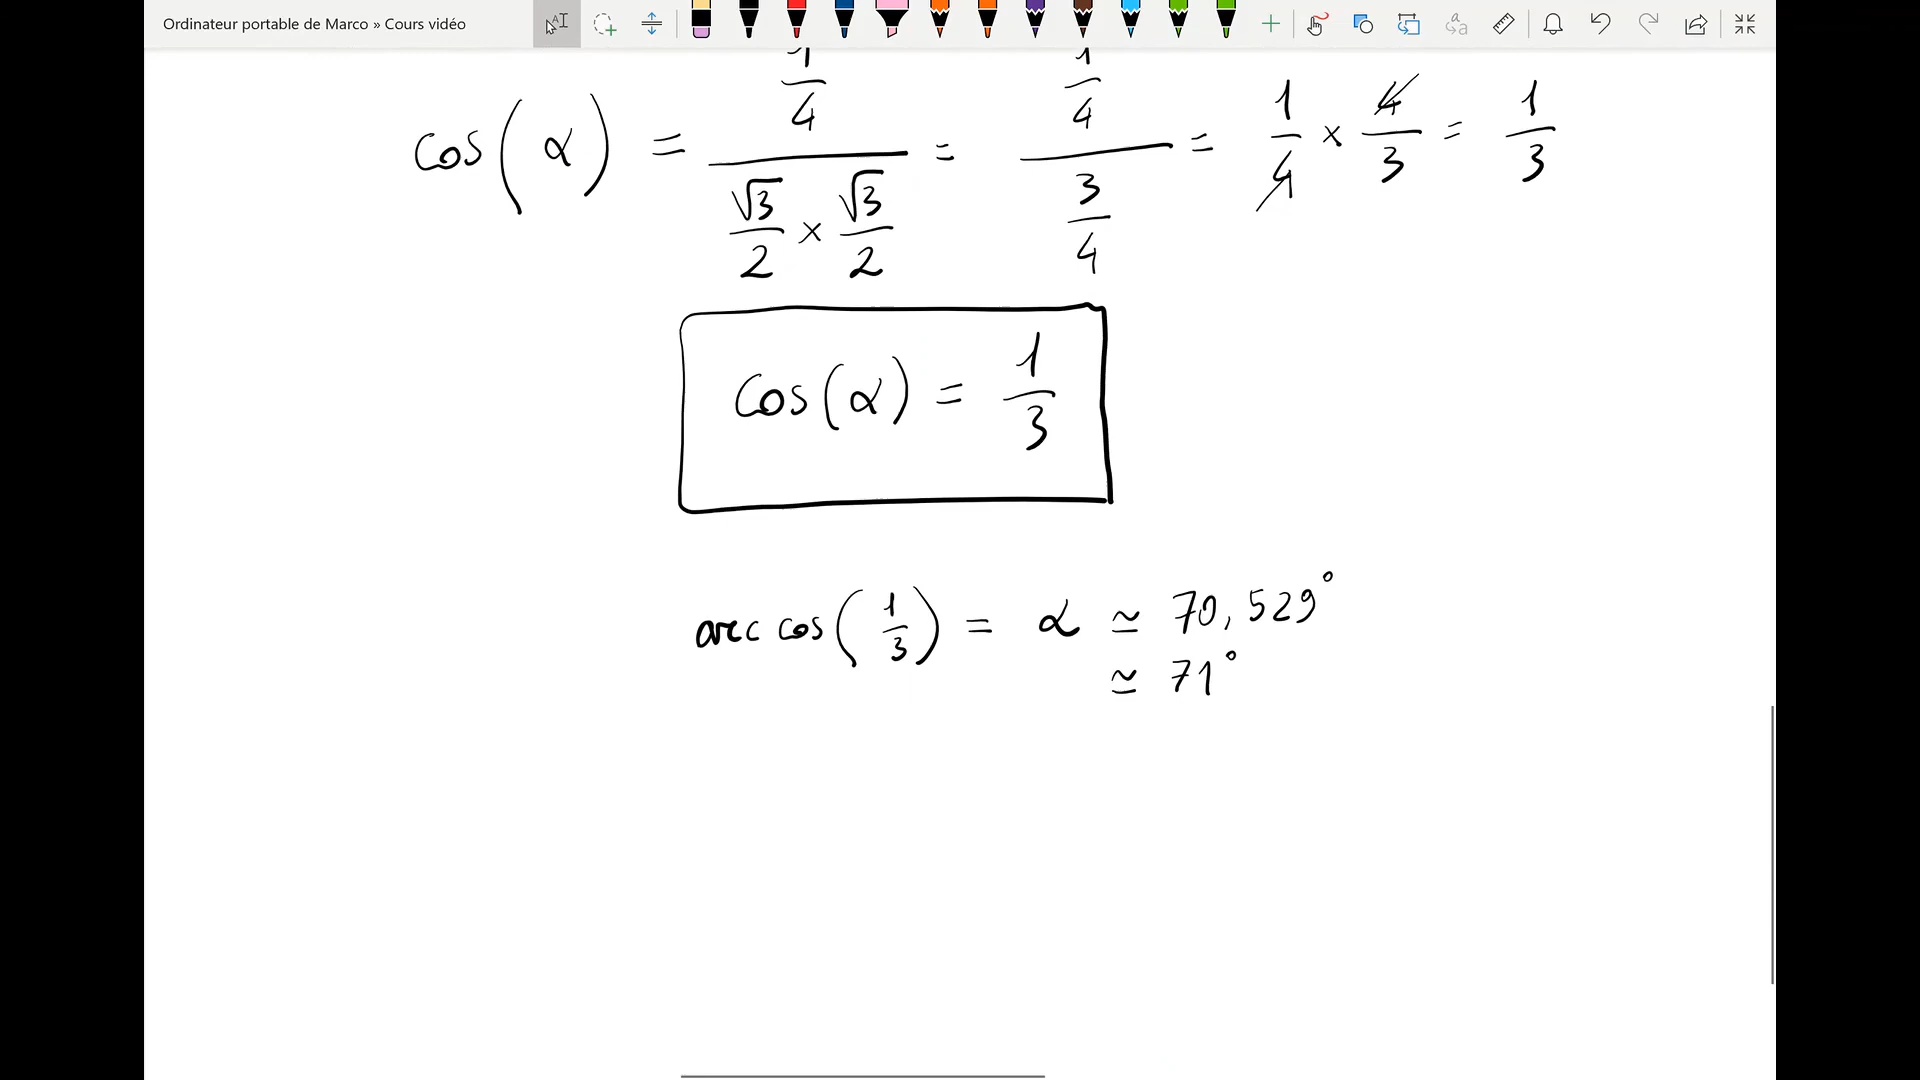 Ordinateur portable de Marco » Cours vidéo
cos(α) = (1/4)/(√3/2 × √3/2) = (1/4)/(3/4) = 1/4 × 4/3 = 1/3
cos(α) = 1/3
arc cos(1/3) = α ≃ 70,529°
≃ 71°